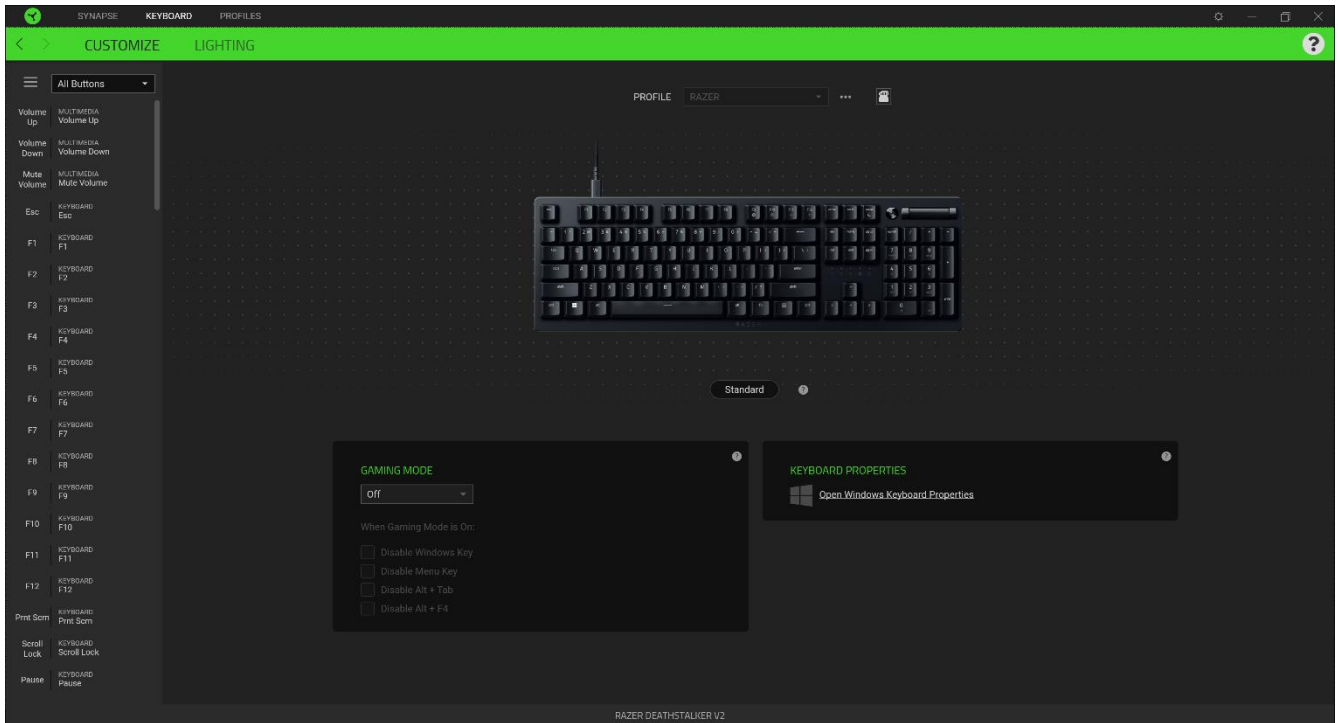 SYNAPSE KEYBOARD PROFILES
CUSTOMIZE LIGHTING
?
All Buttons
PROFILE RAZER
Volume Up MULTIMEDIA Volume Up
Volume Down MULTIMEDIA Volume Down
Mute Volume MULTIMEDIA Mute Volume
Esc KEYBOARD Esc
F1 KEYBOARD F1
F2 KEYBOARD F2
F3 KEYBOARD F3
F4 KEYBOARD F4
F5 KEYBOARD F5
F6 KEYBOARD F6
F7 KEYBOARD F7
F8 KEYBOARD F8
F9 KEYBOARD F9
F10 KEYBOARD F10
F11 KEYBOARD F11
F12 KEYBOARD F12
Prnt Scrn KEYBOARD Prnt Scrn
Scroll Lock KEYBOARD Scroll Lock
Pause KEYBOARD Pause
RAZER
Standard ?
GAMING MODE ?
Off
When Gaming Mode is On:
Disable Windows Key
Disable Menu Key
Disable Alt + Tab
Disable Alt + F4
KEYBOARD PROPERTIES ?
Open Windows Keyboard Properties
RAZER DEATHSTALKER V2